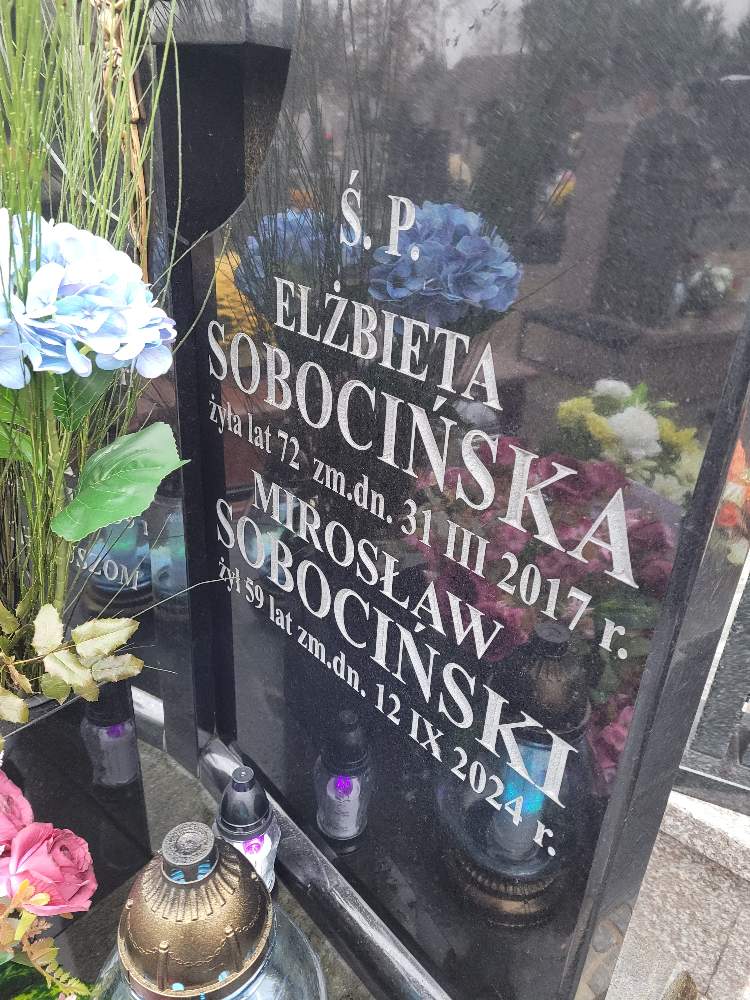 Ś. P.
ELŻBIETA
SOBOCIŃSKA
żyła lat 72 zm.dn. 31 III 2017 r.
MIROSŁAW
SOBOCIŃSKI
żył 59 lat zm.dn. 12 IX 2024 r.
SZOM